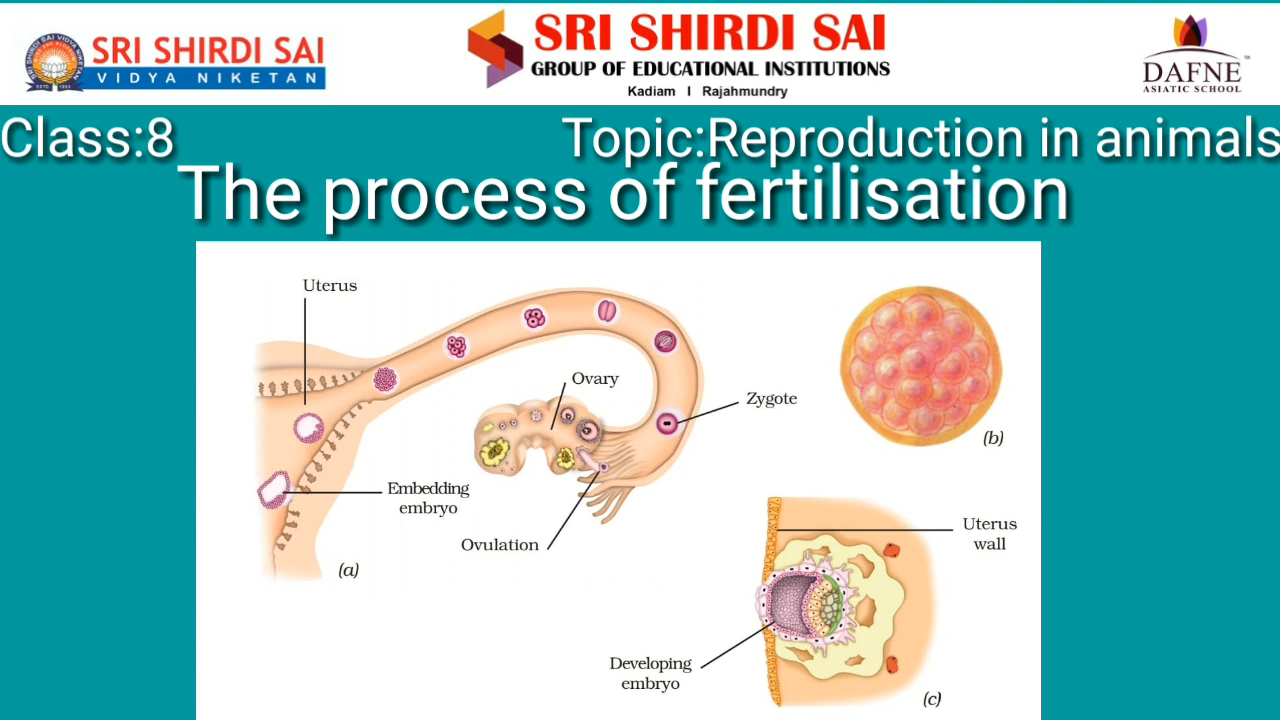 SRI SHIRDI SAI
VIDYA NIKETAN
SRI SHIRDI SAI
GROUP OF EDUCATIONAL INSTITUTIONS
Kadiam I Rajahmundry
DAFNE
ASIATIC SCHOOL
Class:8
Topic:Reproduction in animals
The process of fertilisation
Uterus
Ovary
Zygote
(b)
Embedding
embryo
Ovulation
(a)
Uterus
wall
Developing
embryo
(c)